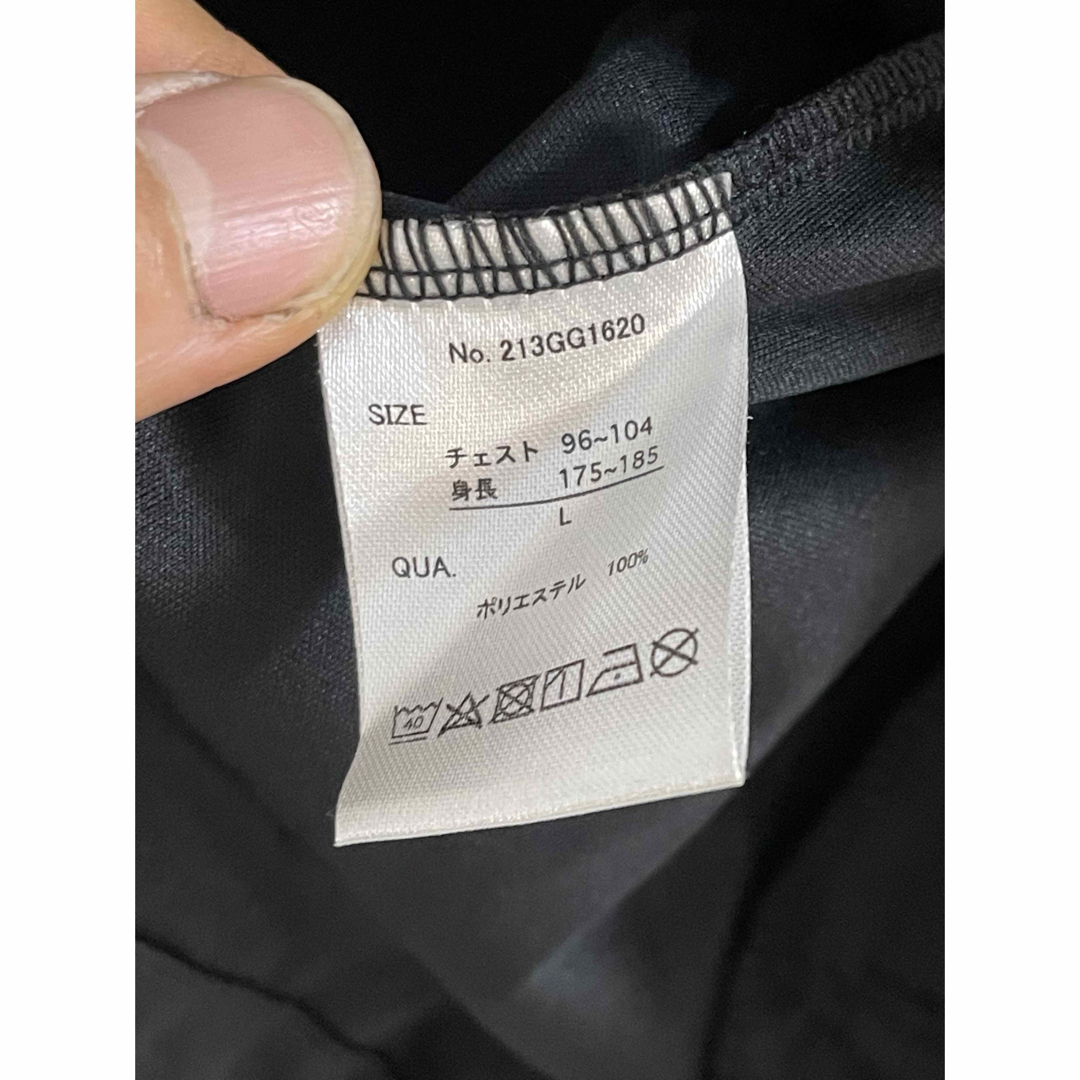 No. 213GG1620
SIZE
チェスト 96~104
身長 175~185
L
QUA.
ポリエステル 100%
40